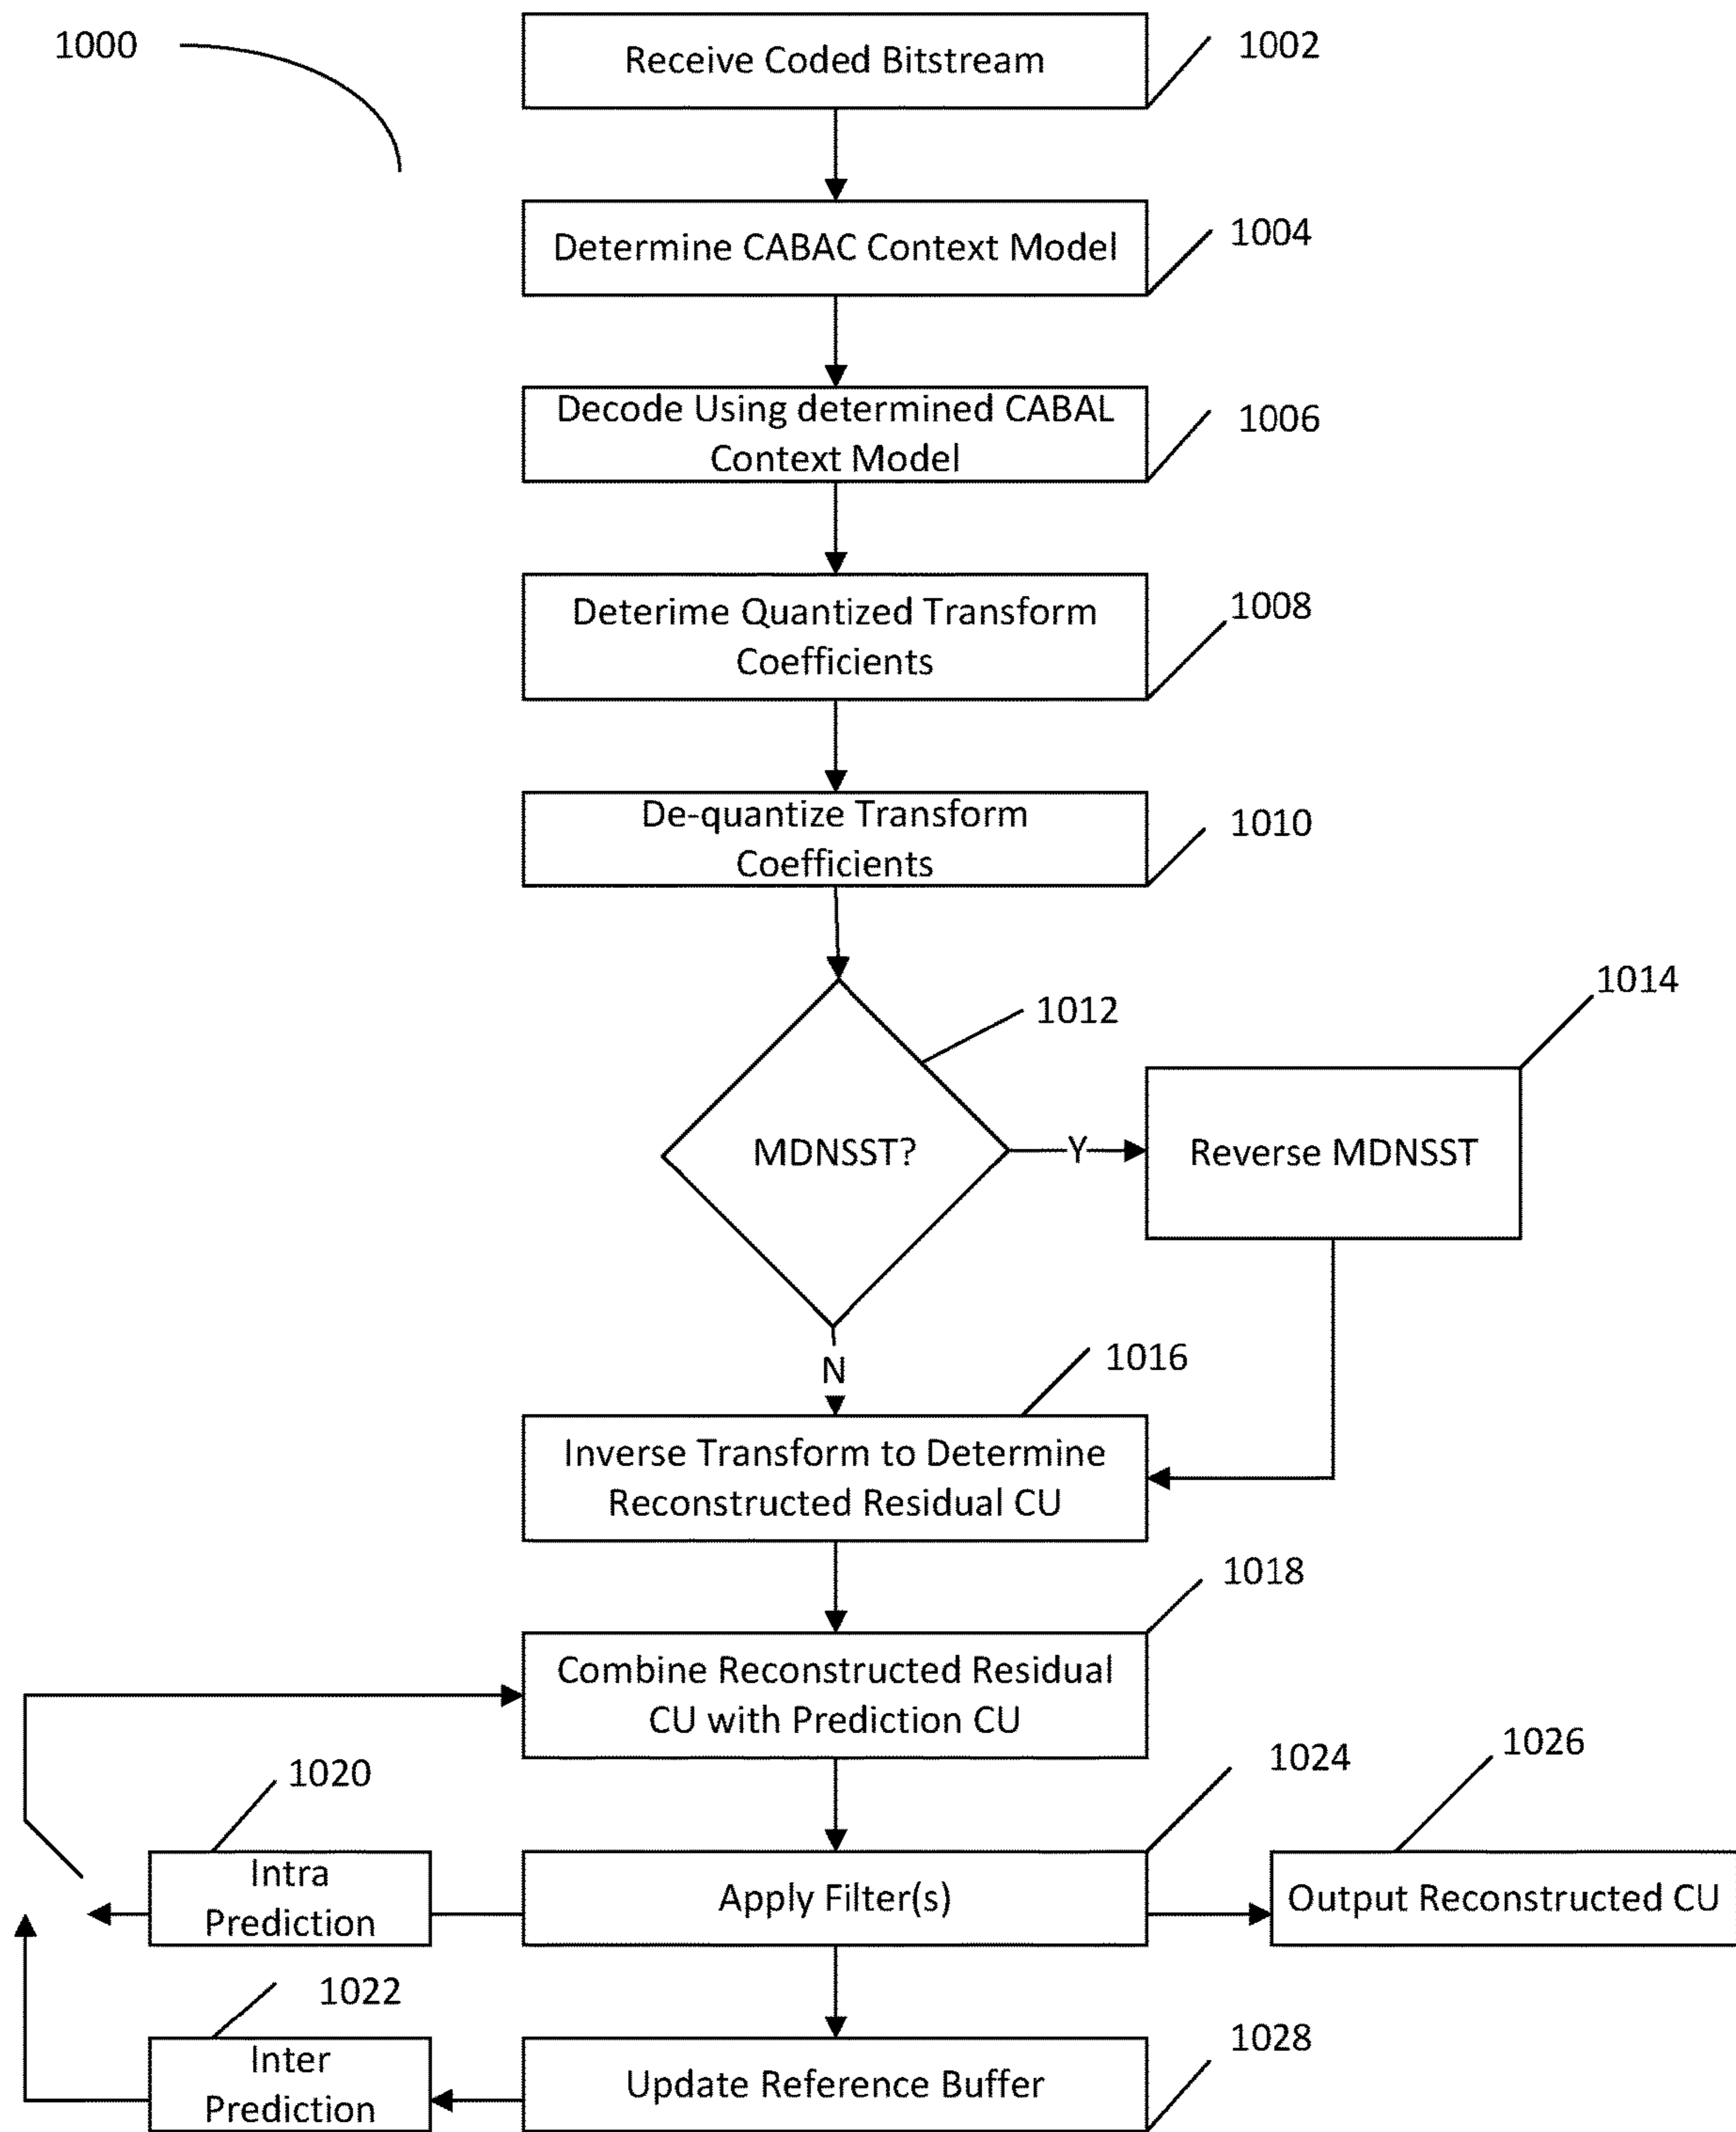 1000
Receive Coded Bitstream
1002
Determine CABAC Context Model
1004
Decode Using determined CABAL
Context Model
1006
Deterime Quantized Transform
Coefficients
1008
De-quantize Transform
Coefficients
1010
1012
MDNSST?
Y
1014
Reverse MDNSST
N
1016
Inverse Transform to Determine
Reconstructed Residual CU
1018
Combine Reconstructed Residual
CU with Prediction CU
1020
Intra
Prediction
1024
Apply Filter(s)
1026
Output Reconstructed CU
1022
Inter
Prediction
1028
Update Reference Buffer